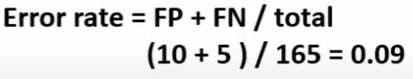 Error rate = FP + FN / total
(10 + 5 ) / 165 = 0.09